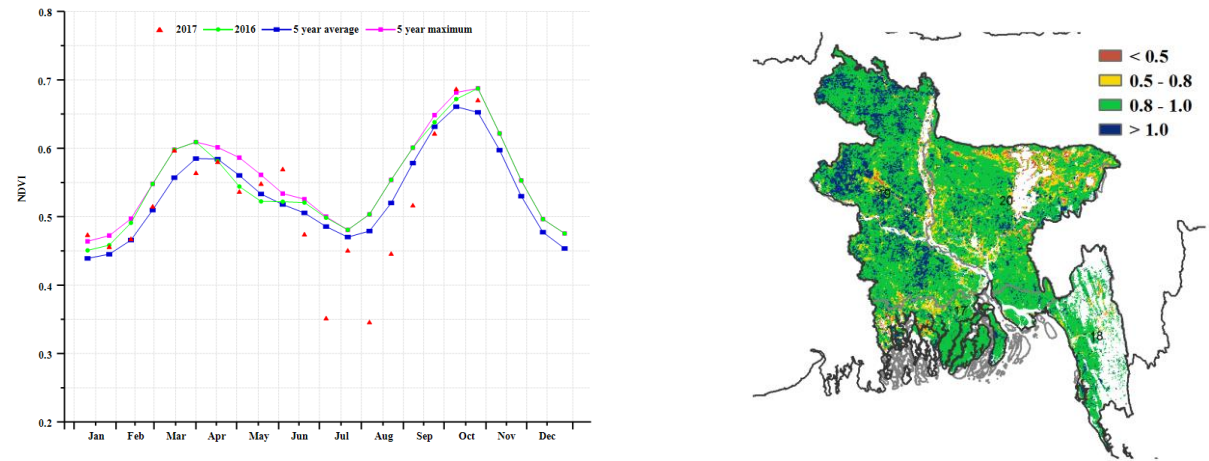 0.8
2017 2016 5 year average 5 year maximum
0.7
0.6
NDVI
0.5
0.4
0.3
0.2
Jan Feb Mar Apr May Jun Jul Aug Sep Oct Nov Dec
< 0.5
0.5 - 0.8
0.8 - 1.0
> 1.0
19
20
17
18